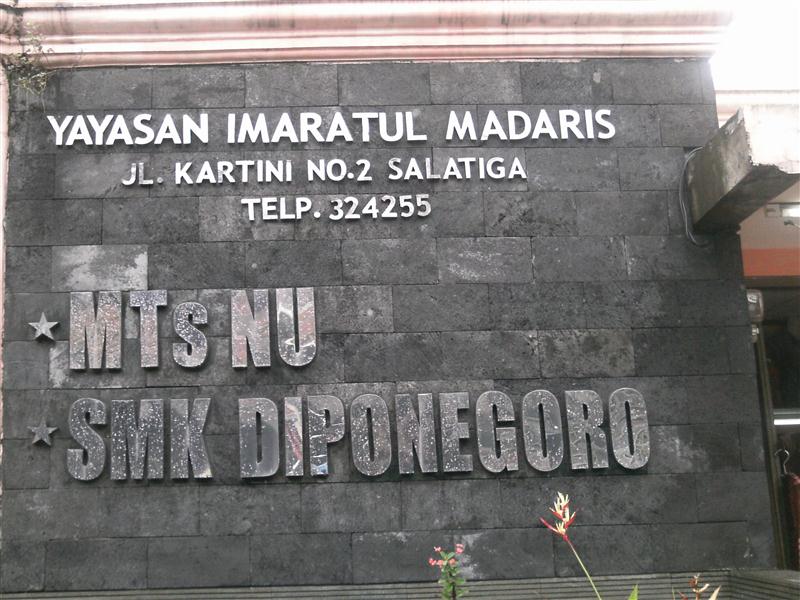 YAYASAN IMARATUL MADARIS
JL. KARTINI NO.2 SALATIGA
TELP. 324255
MTs NU
SMK DIPONEGORO